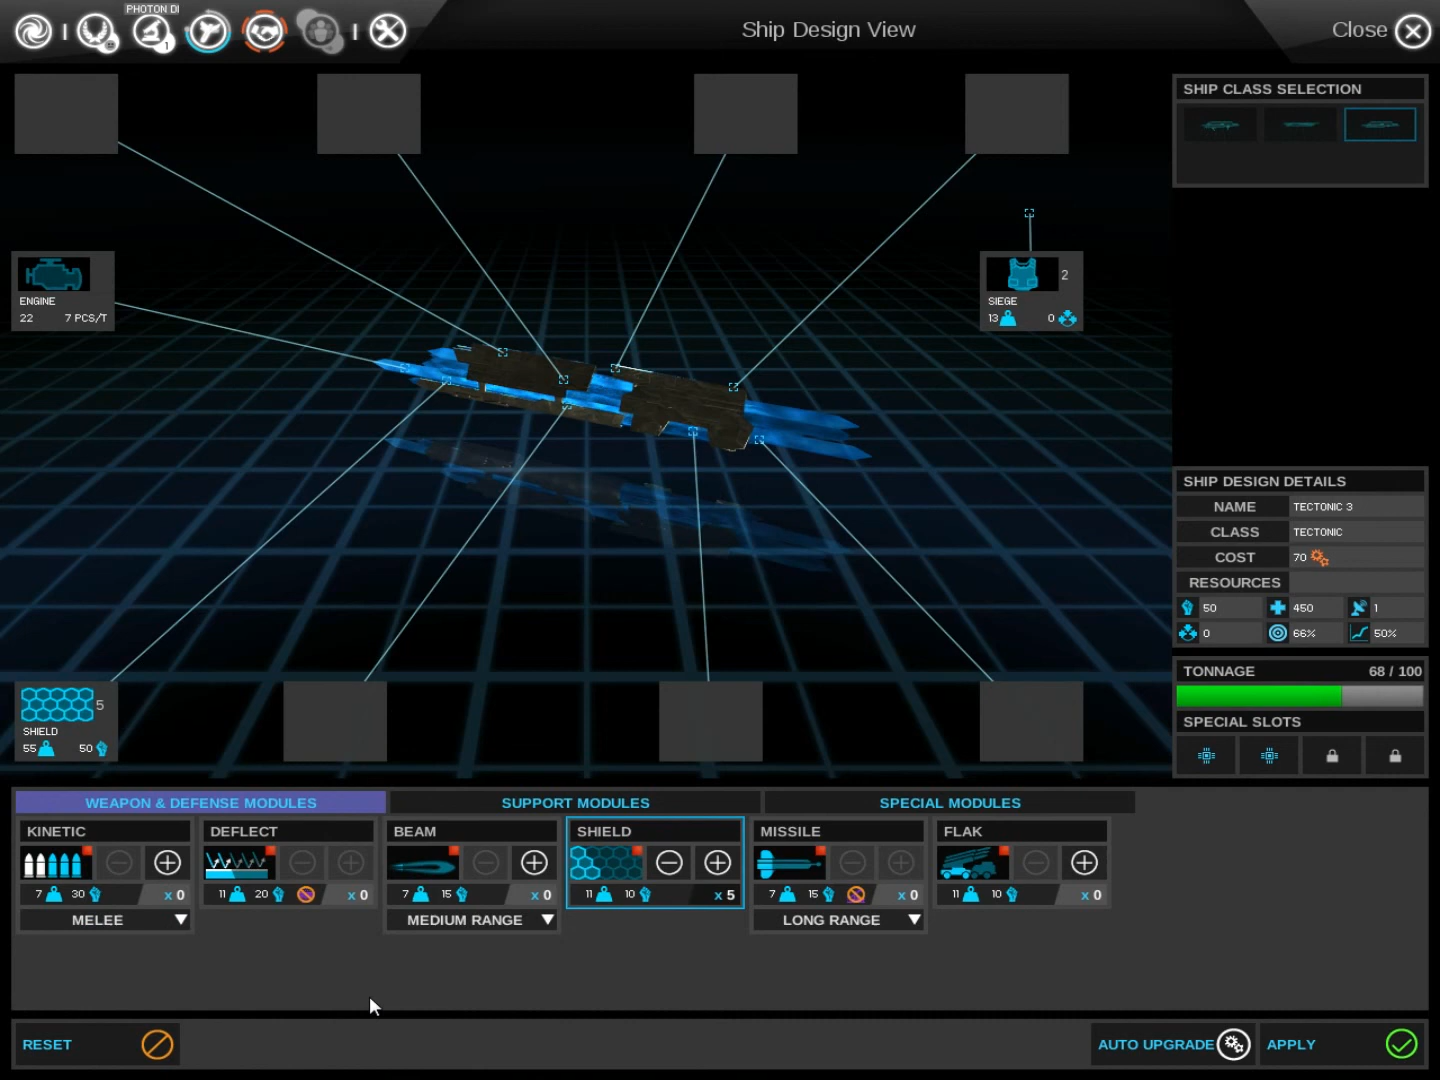 PHOTON DI
1
Ship Design View
Close
SHIP CLASS SELECTION
ENGINE
22 7 PCS/T
2
SIEGE
13 0
SHIP DESIGN DETAILS
NAME TECTONIC 3
CLASS TECTONIC
COST 70
RESOURCES
50 450 1
0 66% 50%
TONNAGE 68 / 100
SPECIAL SLOTS
5
SHIELD
55 50
WEAPON & DEFENSE MODULES SUPPORT MODULES SPECIAL MODULES
KINETIC DEFLECT BEAM SHIELD MISSILE FLAK
7 30 x 0 11 20 x 0 7 15 x 0 11 10 x 5 7 15 x 0 11 10 x 0
MELEE MEDIUM RANGE LONG RANGE
RESET AUTO UPGRADE APPLY